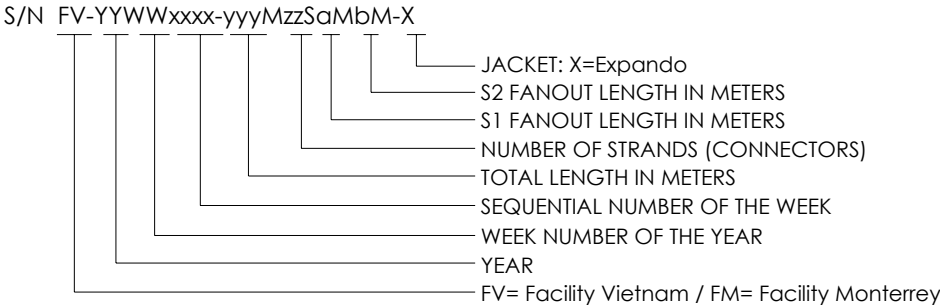 S/N FV-YYWWxxxx-yyyMzzSaMbM-X
JACKET: X=Expando
S2 FANOUT LENGTH IN METERS
S1 FANOUT LENGTH IN METERS
NUMBER OF STRANDS (CONNECTORS)
TOTAL LENGTH IN METERS
SEQUENTIAL NUMBER OF THE WEEK
WEEK NUMBER OF THE YEAR
YEAR
FV= Facility Vietnam / FM= Facility Monterrey